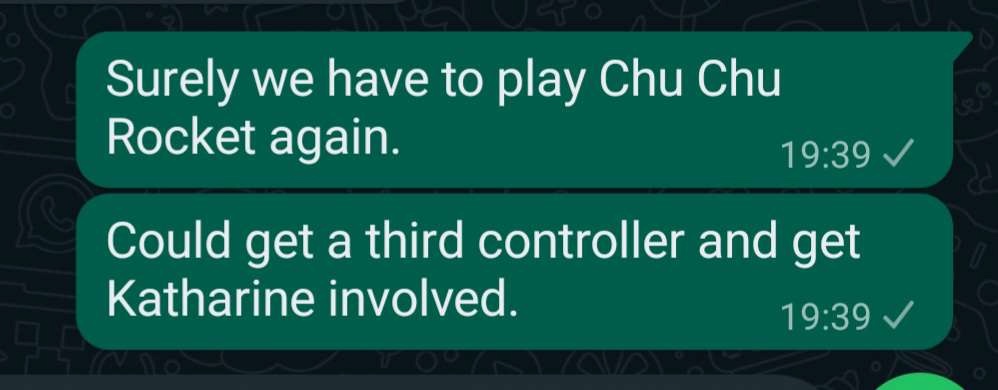 Surely we have to play Chu Chu
Rocket again.
19:39
Could get a third controller and get
Katharine involved.
19:39